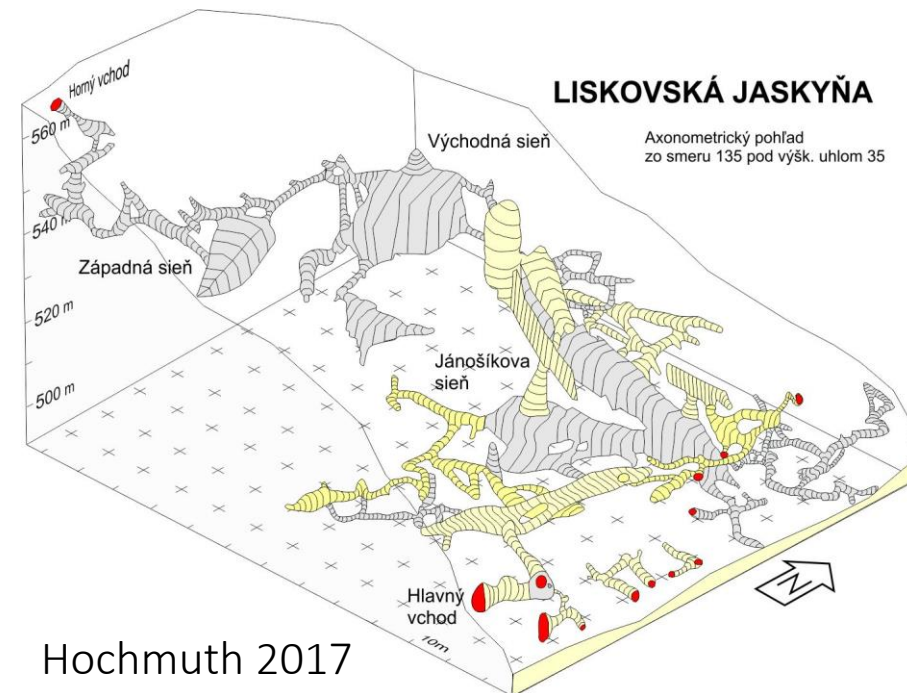 Horný vchod
560 m
540 m
520 m
500 m
LISKOVSKÁ JASKYŇA
Axonometrický pohľad
zo smeru 135 pod výšk. uhlom 35
Východná sieň
Západná sieň
Jánošíkova
sieň
Hlavný
vchod
10m
N
Hochmuth 2017